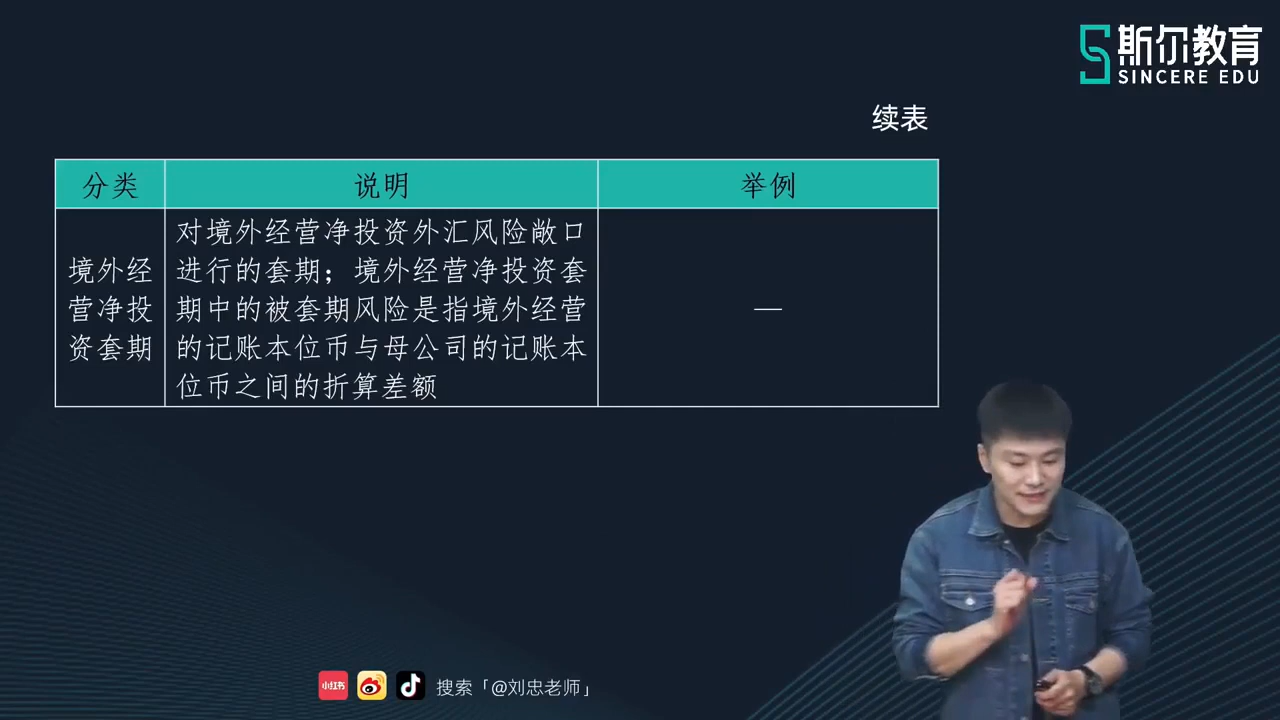 斯尔教育
SINCERE EDU
续表
分类
说明
举例
境外经
营净投
资套期
对境外经营净投资外汇风险敞口
进行的套期；境外经营净投资套
期中的被套期风险是指境外经营
的记账本位币与母公司的记账本
位币之间的折算差额
—
小红书
搜索「@刘忠老师」